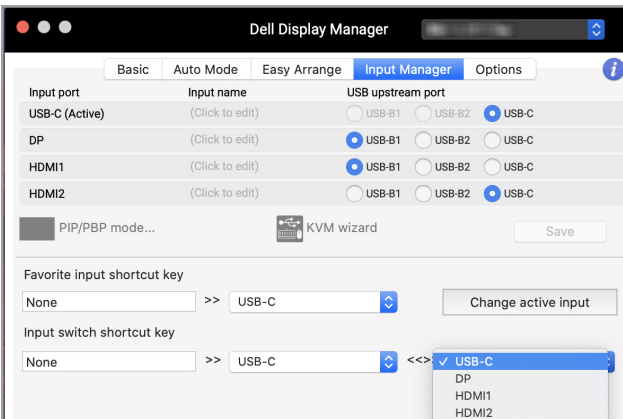 Dell Display Manager
Basic Auto Mode Easy Arrange Input Manager Options i
Input port Input name USB upstream port
USB-C (Active) (Click to edit) USB-B1 USB-B2 USB-C
DP (Click to edit) USB-B1 USB-B2 USB-C
HDMI1 (Click to edit) USB-B1 USB-B2 USB-C
HDMI2 (Click to edit) USB-B1 USB-B2 USB-C
PIP/PBP mode... KVM wizard Save
Favorite input shortcut key
None >> USB-C Change active input
Input switch shortcut key
None >> USB-C <<> ✓ USB-C
DP
HDMI1
HDMI2